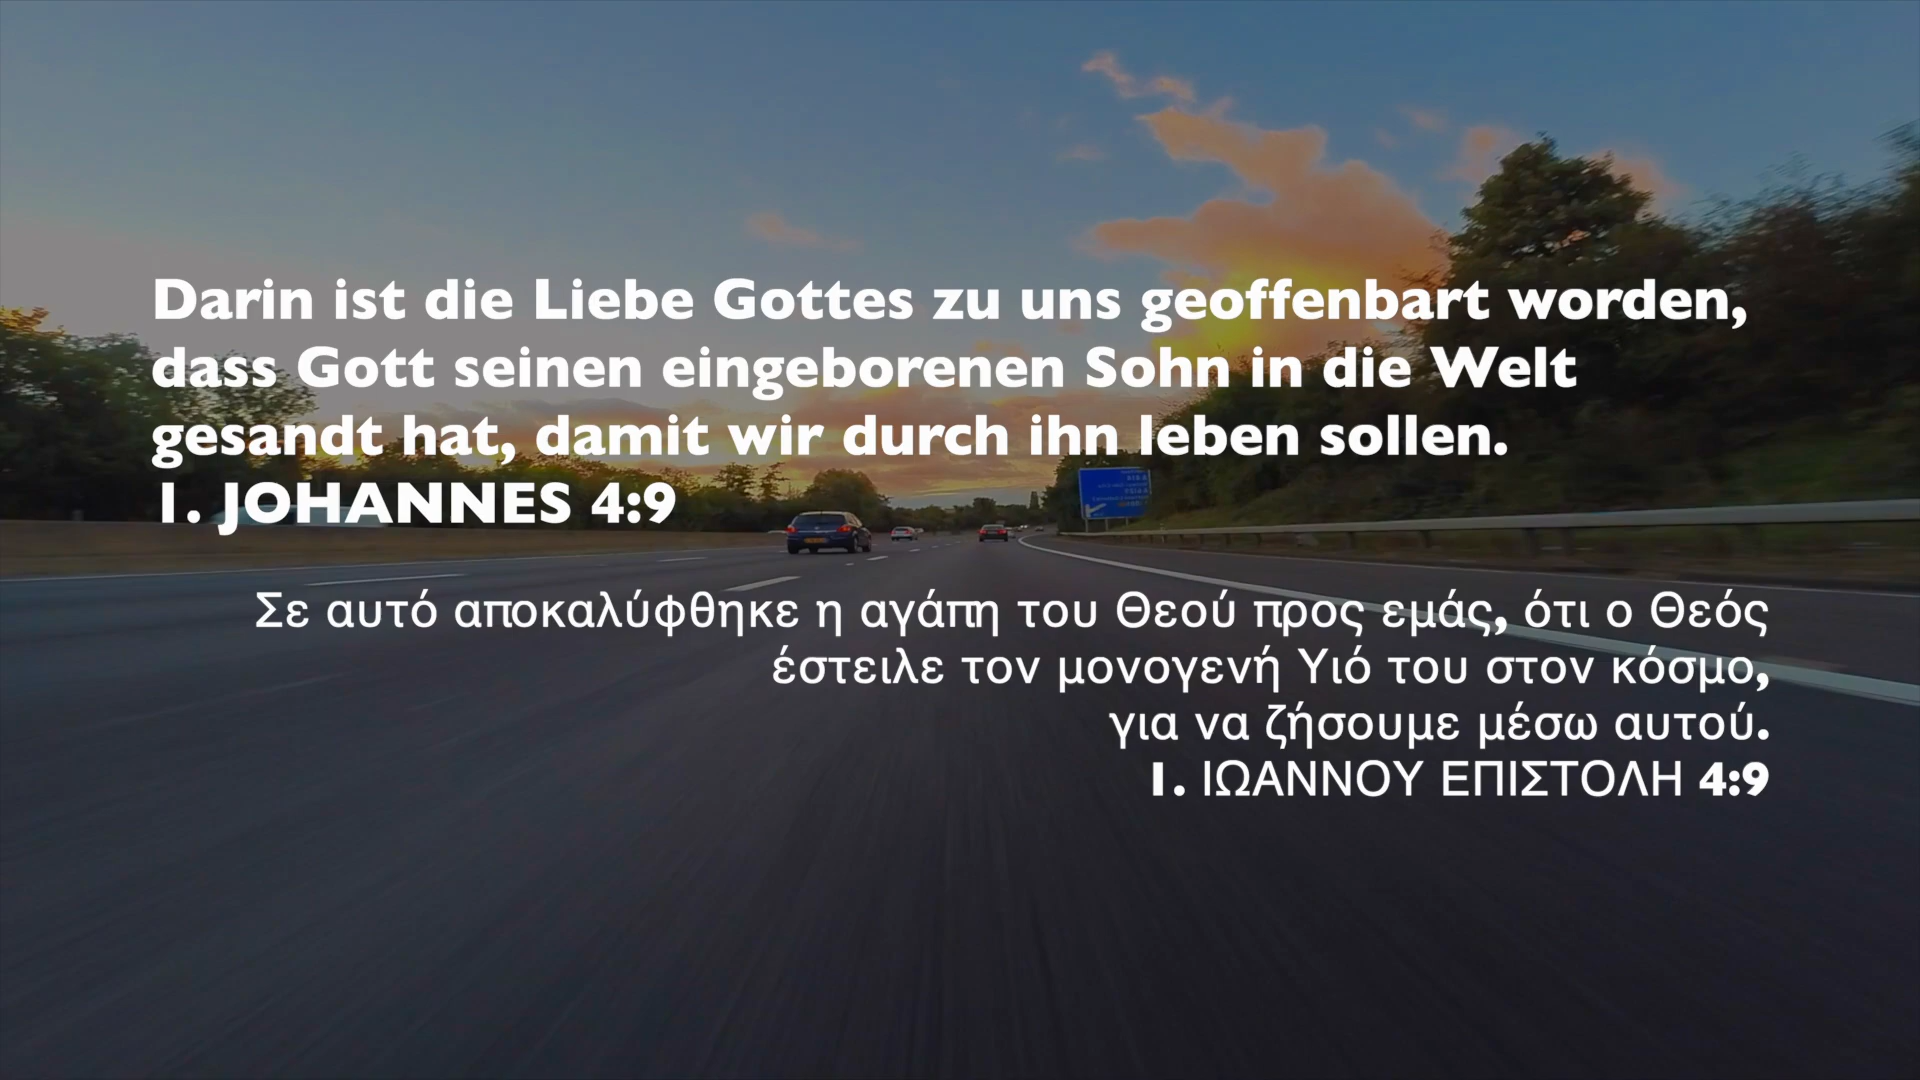 Darin ist die Liebe Gottes zu uns geoffenbart worden,
dass Gott seinen eingeborenen Sohn in die Welt
gesandt hat, damit wir durch ihn leben sollen.
1. JOHANNES 4:9
Σε αυτό αποκαλύφθηκε η αγάπη του Θεού προς εμάς, ότι ο Θεός
έστειλε τον μονογενή Υιό του στον κόσμο,
για να ζήσουμε μέσω αυτού.
1. ΙΩΑΝΝΟΥ ΕΠΙΣΤΟΛΗ 4:9